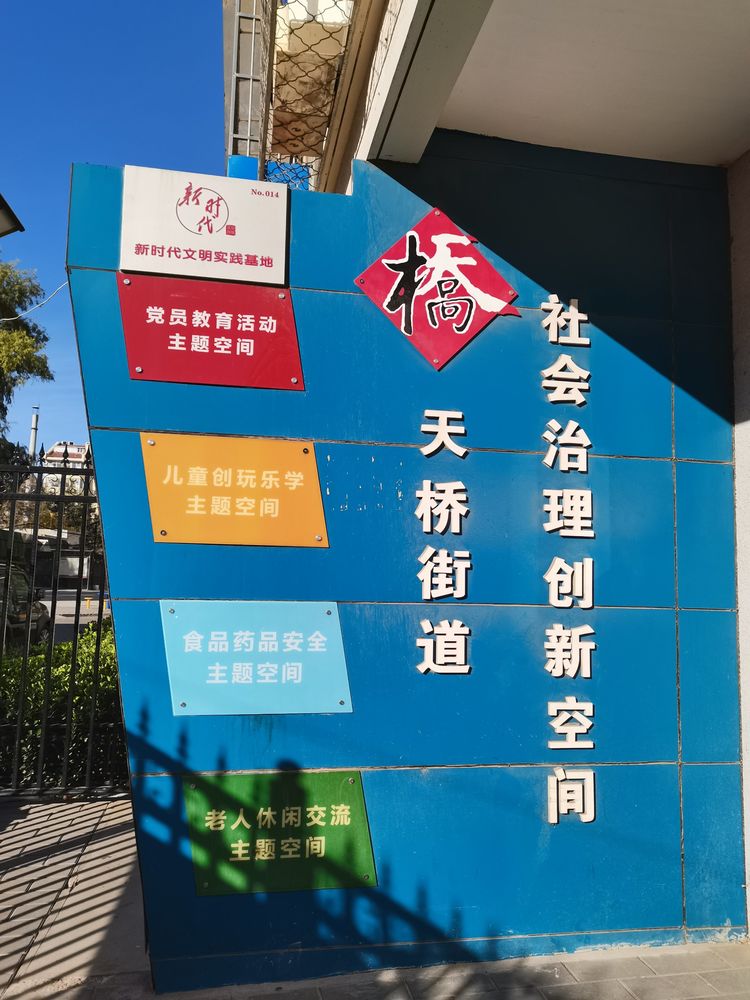 新时代
No.014
新时代文明实践基地
党员教育活动
主题空间
儿童创玩乐学
主题空间
食品药品安全
主题空间
老人休闲交流
主题空间
橋
天桥街道
社会治理创新空间